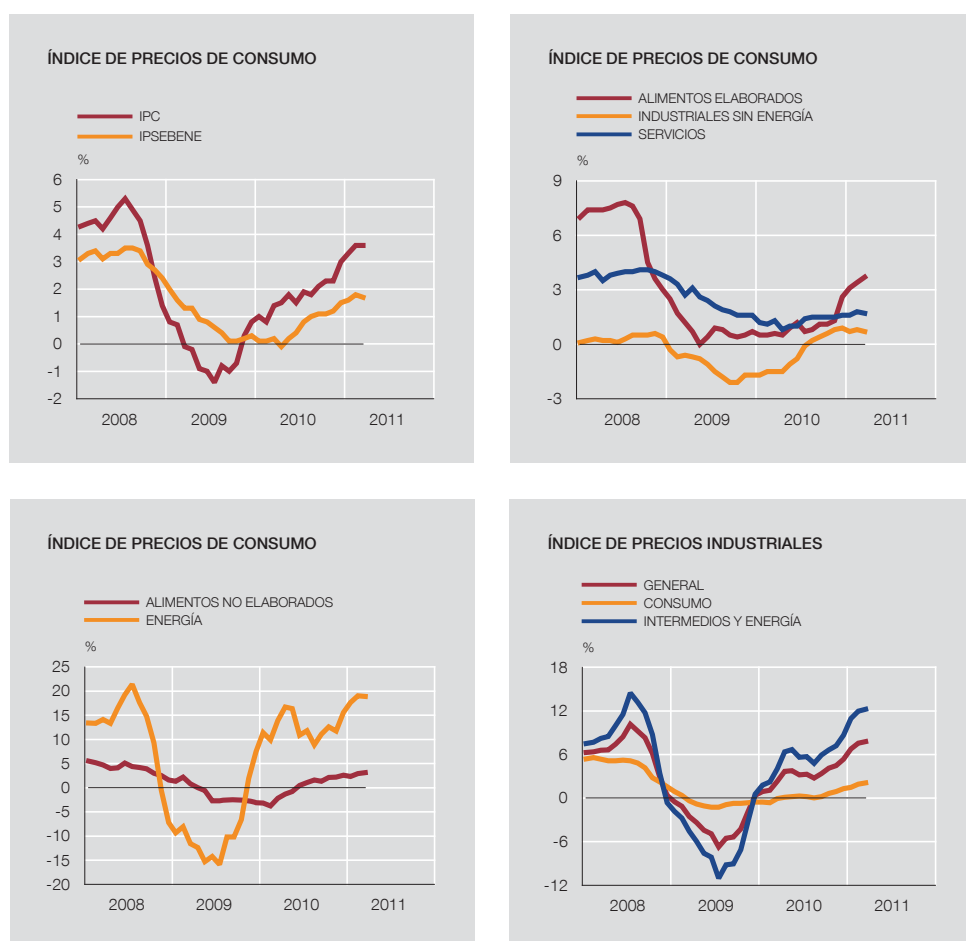 ÍNDICE DE PRECIOS DE CONSUMO
IPC
IPSEBENE
%
6
5
4
3
2
1
0
-1
-2
2008 2009 2010 2011
ÍNDICE DE PRECIOS DE CONSUMO
ALIMENTOS ELABORADOS
INDUSTRIALES SIN ENERGÍA
SERVICIOS
%
9
6
3
0
-3
2008 2009 2010 2011
ÍNDICE DE PRECIOS DE CONSUMO
ALIMENTOS NO ELABORADOS
ENERGÍA
%
25
20
15
10
5
0
-5
-10
-15
-20
2008 2009 2010 2011
ÍNDICE DE PRECIOS INDUSTRIALES
GENERAL
CONSUMO
INTERMEDIOS Y ENERGÍA
%
18
12
6
0
-6
-12
2008 2009 2010 2011